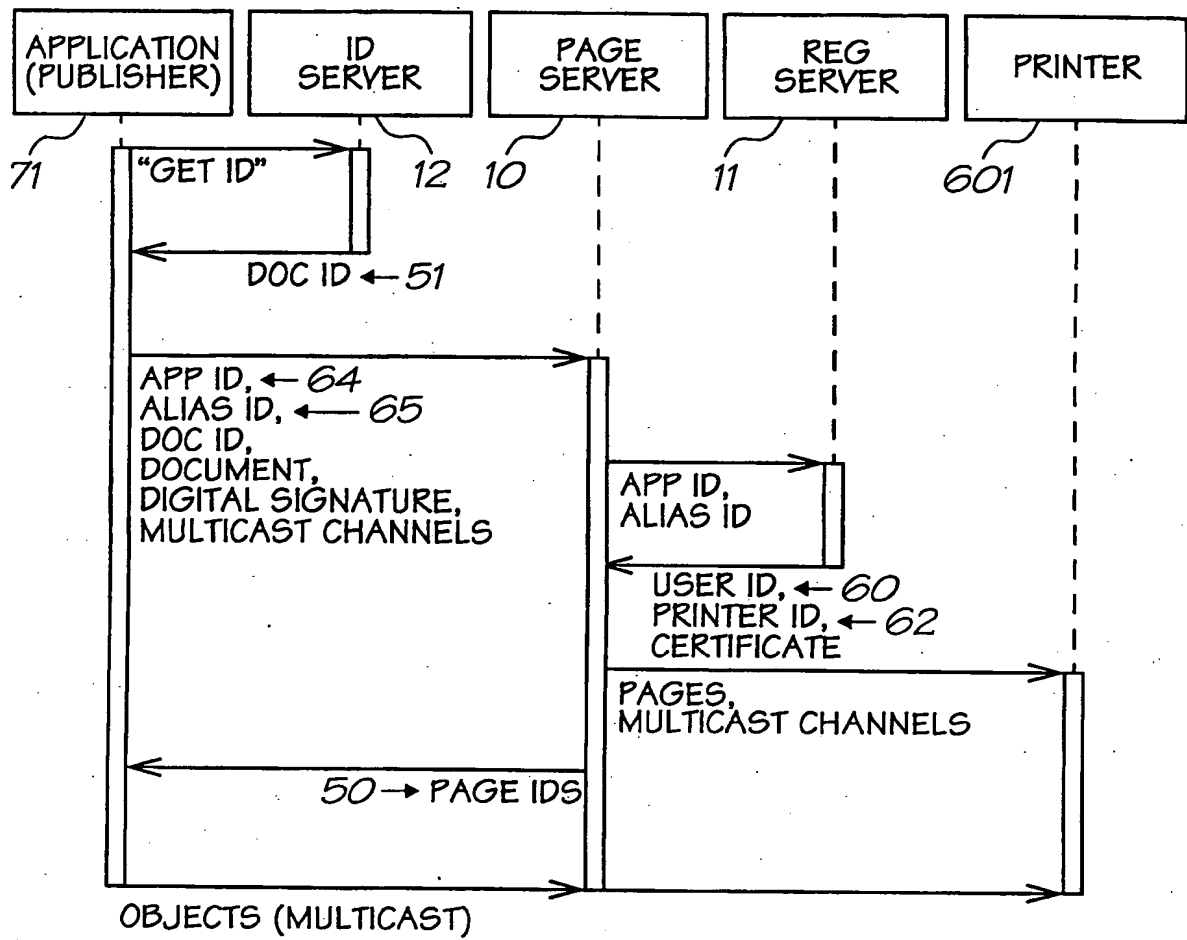 APPLICATION
(PUBLISHER)
ID
SERVER
PAGE
SERVER
REG
SERVER
PRINTER
71
12
10
11
601
"GET ID"
DOC ID ← 51
APP ID, ← 64
ALIAS ID, ← 65
DOC ID,
DOCUMENT,
DIGITAL SIGNATURE,
MULTICAST CHANNELS
APP ID,
ALIAS ID
USER ID, ← 60
PRINTER ID, ← 62
CERTIFICATE
PAGES,
MULTICAST CHANNELS
50 → PAGE IDS
OBJECTS (MULTICAST)